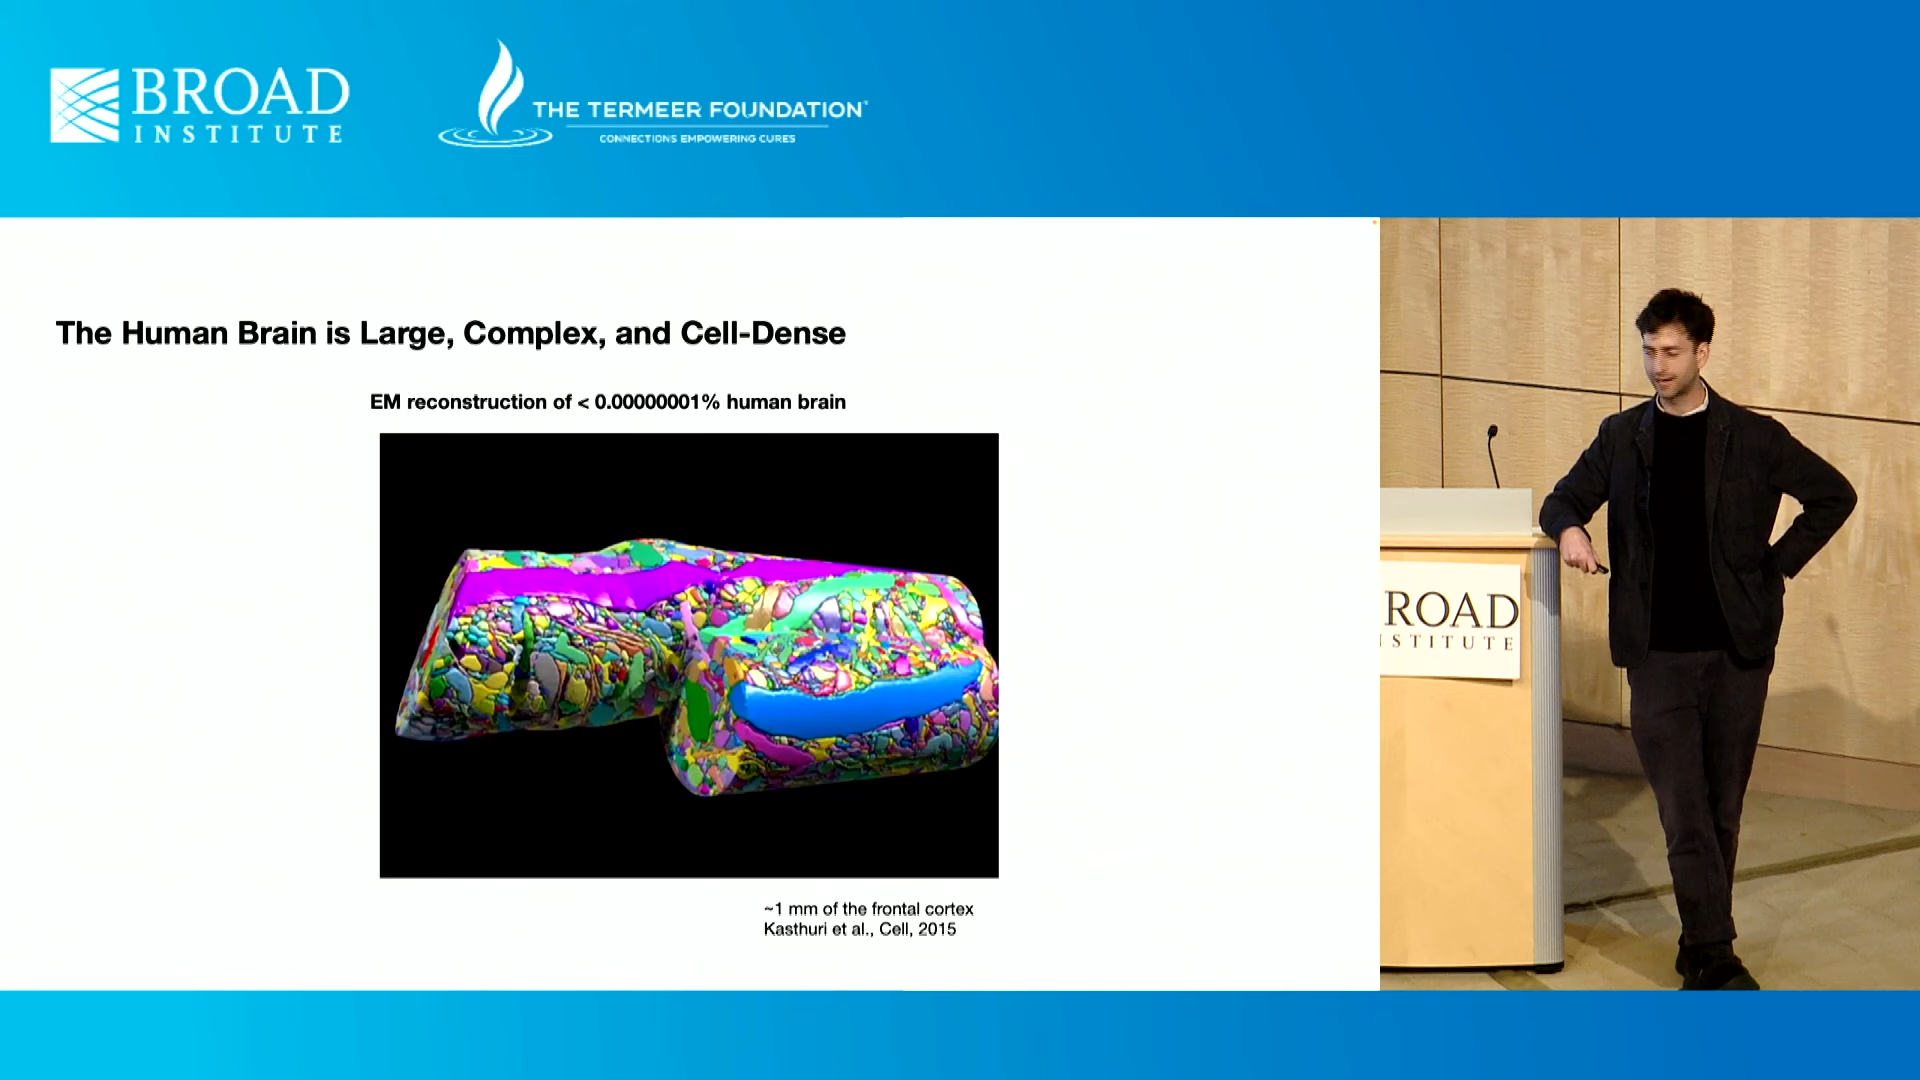 BROAD
INSTITUTE
THE TERMEER FOUNDATION®
CONNECTIONS EMPOWERING CURES
The Human Brain is Large, Complex, and Cell-Dense
EM reconstruction of < 0.00000001% human brain
~1 mm of the frontal cortex
Kasthuri et al., Cell, 2015
ROAD
STITUTE